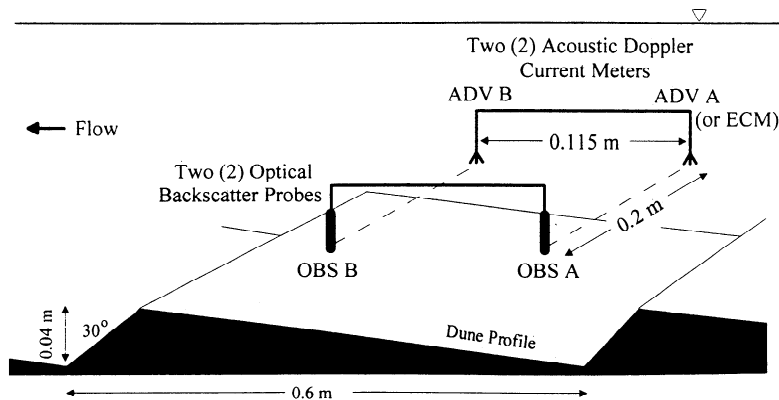 Two (2) Acoustic Doppler
Current Meters
ADV B
ADV A
(or ECM)
Flow
0.115 m
Two (2) Optical
Backscatter Probes
0.2 m
OBS B
OBS A
0.04 m
30°
Dune Profile
0.6 m